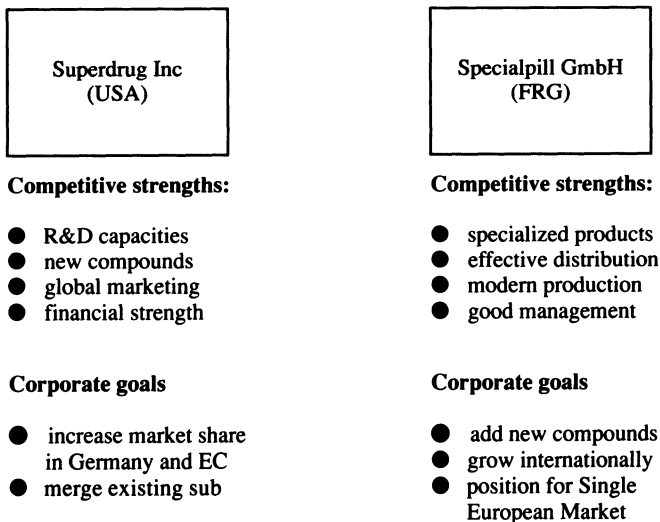 Superdrug Inc
(USA)
Competitive strengths:
● R&D capacities
● new compounds
● global marketing
● financial strength
Corporate goals
● increase market share
in Germany and EC
● merge existing sub
Specialpill GmbH
(FRG)
Competitive strengths:
● specialized products
● effective distribution
● modern production
● good management
Corporate goals
● add new compounds
● grow internationally
● position for Single
European Market